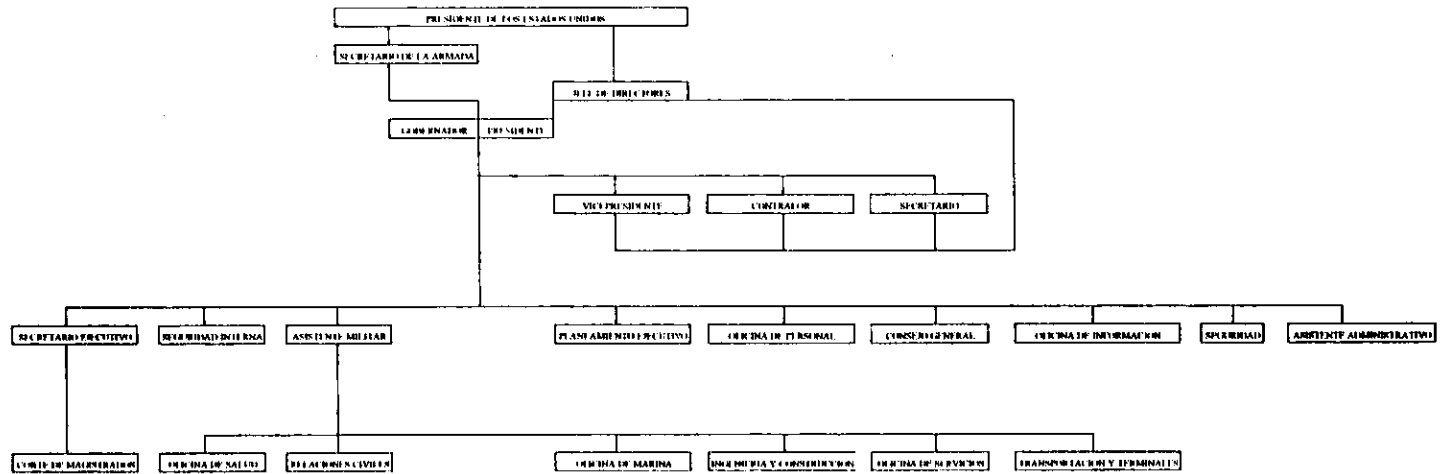 PRESIDENTE DE LOS ESTADOS UNIDOS
SECRETARIO DE LA ARMADA
JEFE DE DIRECTORES
GOBERNADOR PRESIDENTE
VICEPRESIDENTE CONTRALOR SECRETARIO
SECRETARIO EJECUTIVO SEGURIDAD INTERNA ASISTENTE MILITAR PLANEAMIENTO EJECUTIVO OFICINA DE PERSONAL CONSEJO GENERAL OFICINA DE INFORMACION SEGURIDAD ASISTENTE ADMINISTRATIVO
CORTE DE MAGISTRADOS OFICINA DE SALUD RELACIONES CIVILES OFICINA DE MARINA INGENIERIA Y CONSTRUCCION OFICINA DE SERVICIOS TRANSPORTACION Y TERMINALES